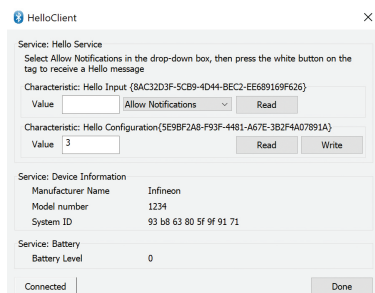 HelloClient
Service: Hello Service
Select Allow Notifications in the drop-down box, then press the white button on the
tag to receive a Hello message
Characteristic: Hello Input {8AC32D3F-5CB9-4D44-BEC2-EE689169F626}
Value Allow Notifications Read
Characteristic: Hello Configuration{5E9BF2A8-F93F-4481-A67E-3B2F4A07891A}
Value 3 Read Write
Service: Device Information
Manufacturer Name Infineon
Model number 1234
System ID 93 b8 63 80 5f 9f 91 71
Service: Battery
Battery Level 0
Connected Done